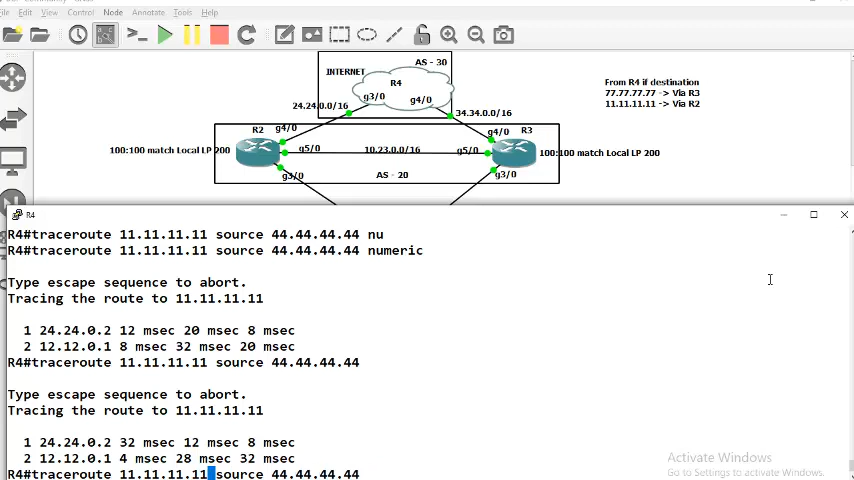 File Edit View Control Node Annotate Tools Help
AS - 30
INTERNET
R4
g3/0
g4/0
From R4 if destination
77.77.77.77 -> Via R3
11.11.11.11 -> Via R2
24.24.0.0/16
34.34.0.0/16
R2
g4/0
g4/0
R3
100:100 match Local LP 200
g5/0
10.23.0.0/16
g5/0
100:100 match Local LP 200
g3/0
AS - 20
g3/0
R4
R4#traceroute 11.11.11.11 source 44.44.44.44 nu
R4#traceroute 11.11.11.11 source 44.44.44.44 numeric
Type escape sequence to abort.
Tracing the route to 11.11.11.11
1 24.24.0.2 12 msec 20 msec 8 msec
2 12.12.0.1 8 msec 32 msec 20 msec
R4#traceroute 11.11.11.11 source 44.44.44.44
Type escape sequence to abort.
Tracing the route to 11.11.11.11
1 24.24.0.2 32 msec 12 msec 8 msec
2 12.12.0.1 4 msec 28 msec 32 msec
R4#traceroute 11.11.11.11 source 44.44.44.44
Activate Windows
Go to Settings to activate Windows.